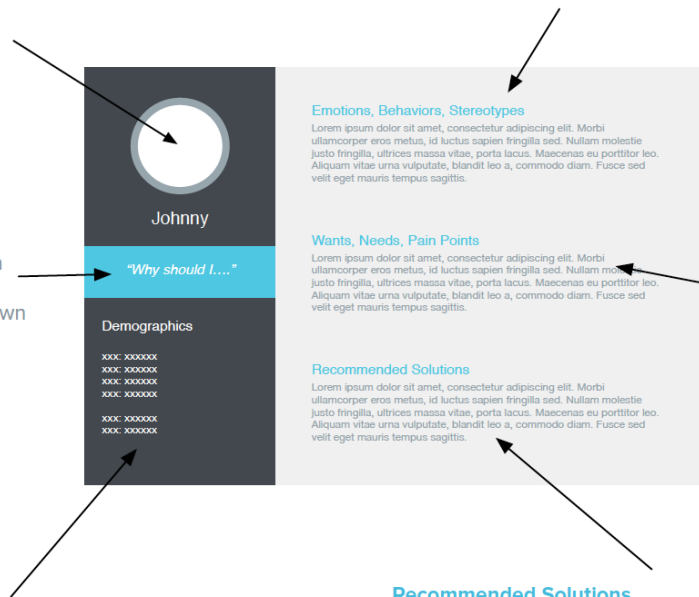 Johnny
“Why should I….”
wn
Demographics
xxx: xxxxxx
xxx: xxxxxx
xxx: xxxxxx
xxx: xxxxxx
xxx: xxxxxx
xxx: xxxxxx
Emotions, Behaviors, Stereotypes
Lorem ipsum dolor sit amet, consectetur adipiscing elit. Morbi
ullamcorper eros metus, id luctus sapien fringilla sed. Nullam molestie
justo fringilla, ultrices massa vitae, porta lacus. Maecenas eu porttitor leo.
Aliquam vitae urna vulputate, blandit leo a, commodo diam. Fusce sed
velit eget mauris tempus sagittis.
Wants, Needs, Pain Points
Lorem ipsum dolor sit amet, consectetur adipiscing elit. Morbi
ullamcorper eros metus, id luctus sapien fringilla sed. Nullam molestie
justo fringilla, ultrices massa vitae, porta lacus. Maecenas eu porttitor leo.
Aliquam vitae urna vulputate, blandit leo a, commodo diam. Fusce sed
velit eget mauris tempus sagittis.
Recommended Solutions
Lorem ipsum dolor sit amet, consectetur adipiscing elit. Morbi
ullamcorper eros metus, id luctus sapien fringilla sed. Nullam molestie
justo fringilla, ultrices massa vitae, porta lacus. Maecenas eu porttitor leo.
Aliquam vitae urna vulputate, blandit leo a, commodo diam. Fusce sed
velit eget mauris tempus sagittis.
Recommended Solutions